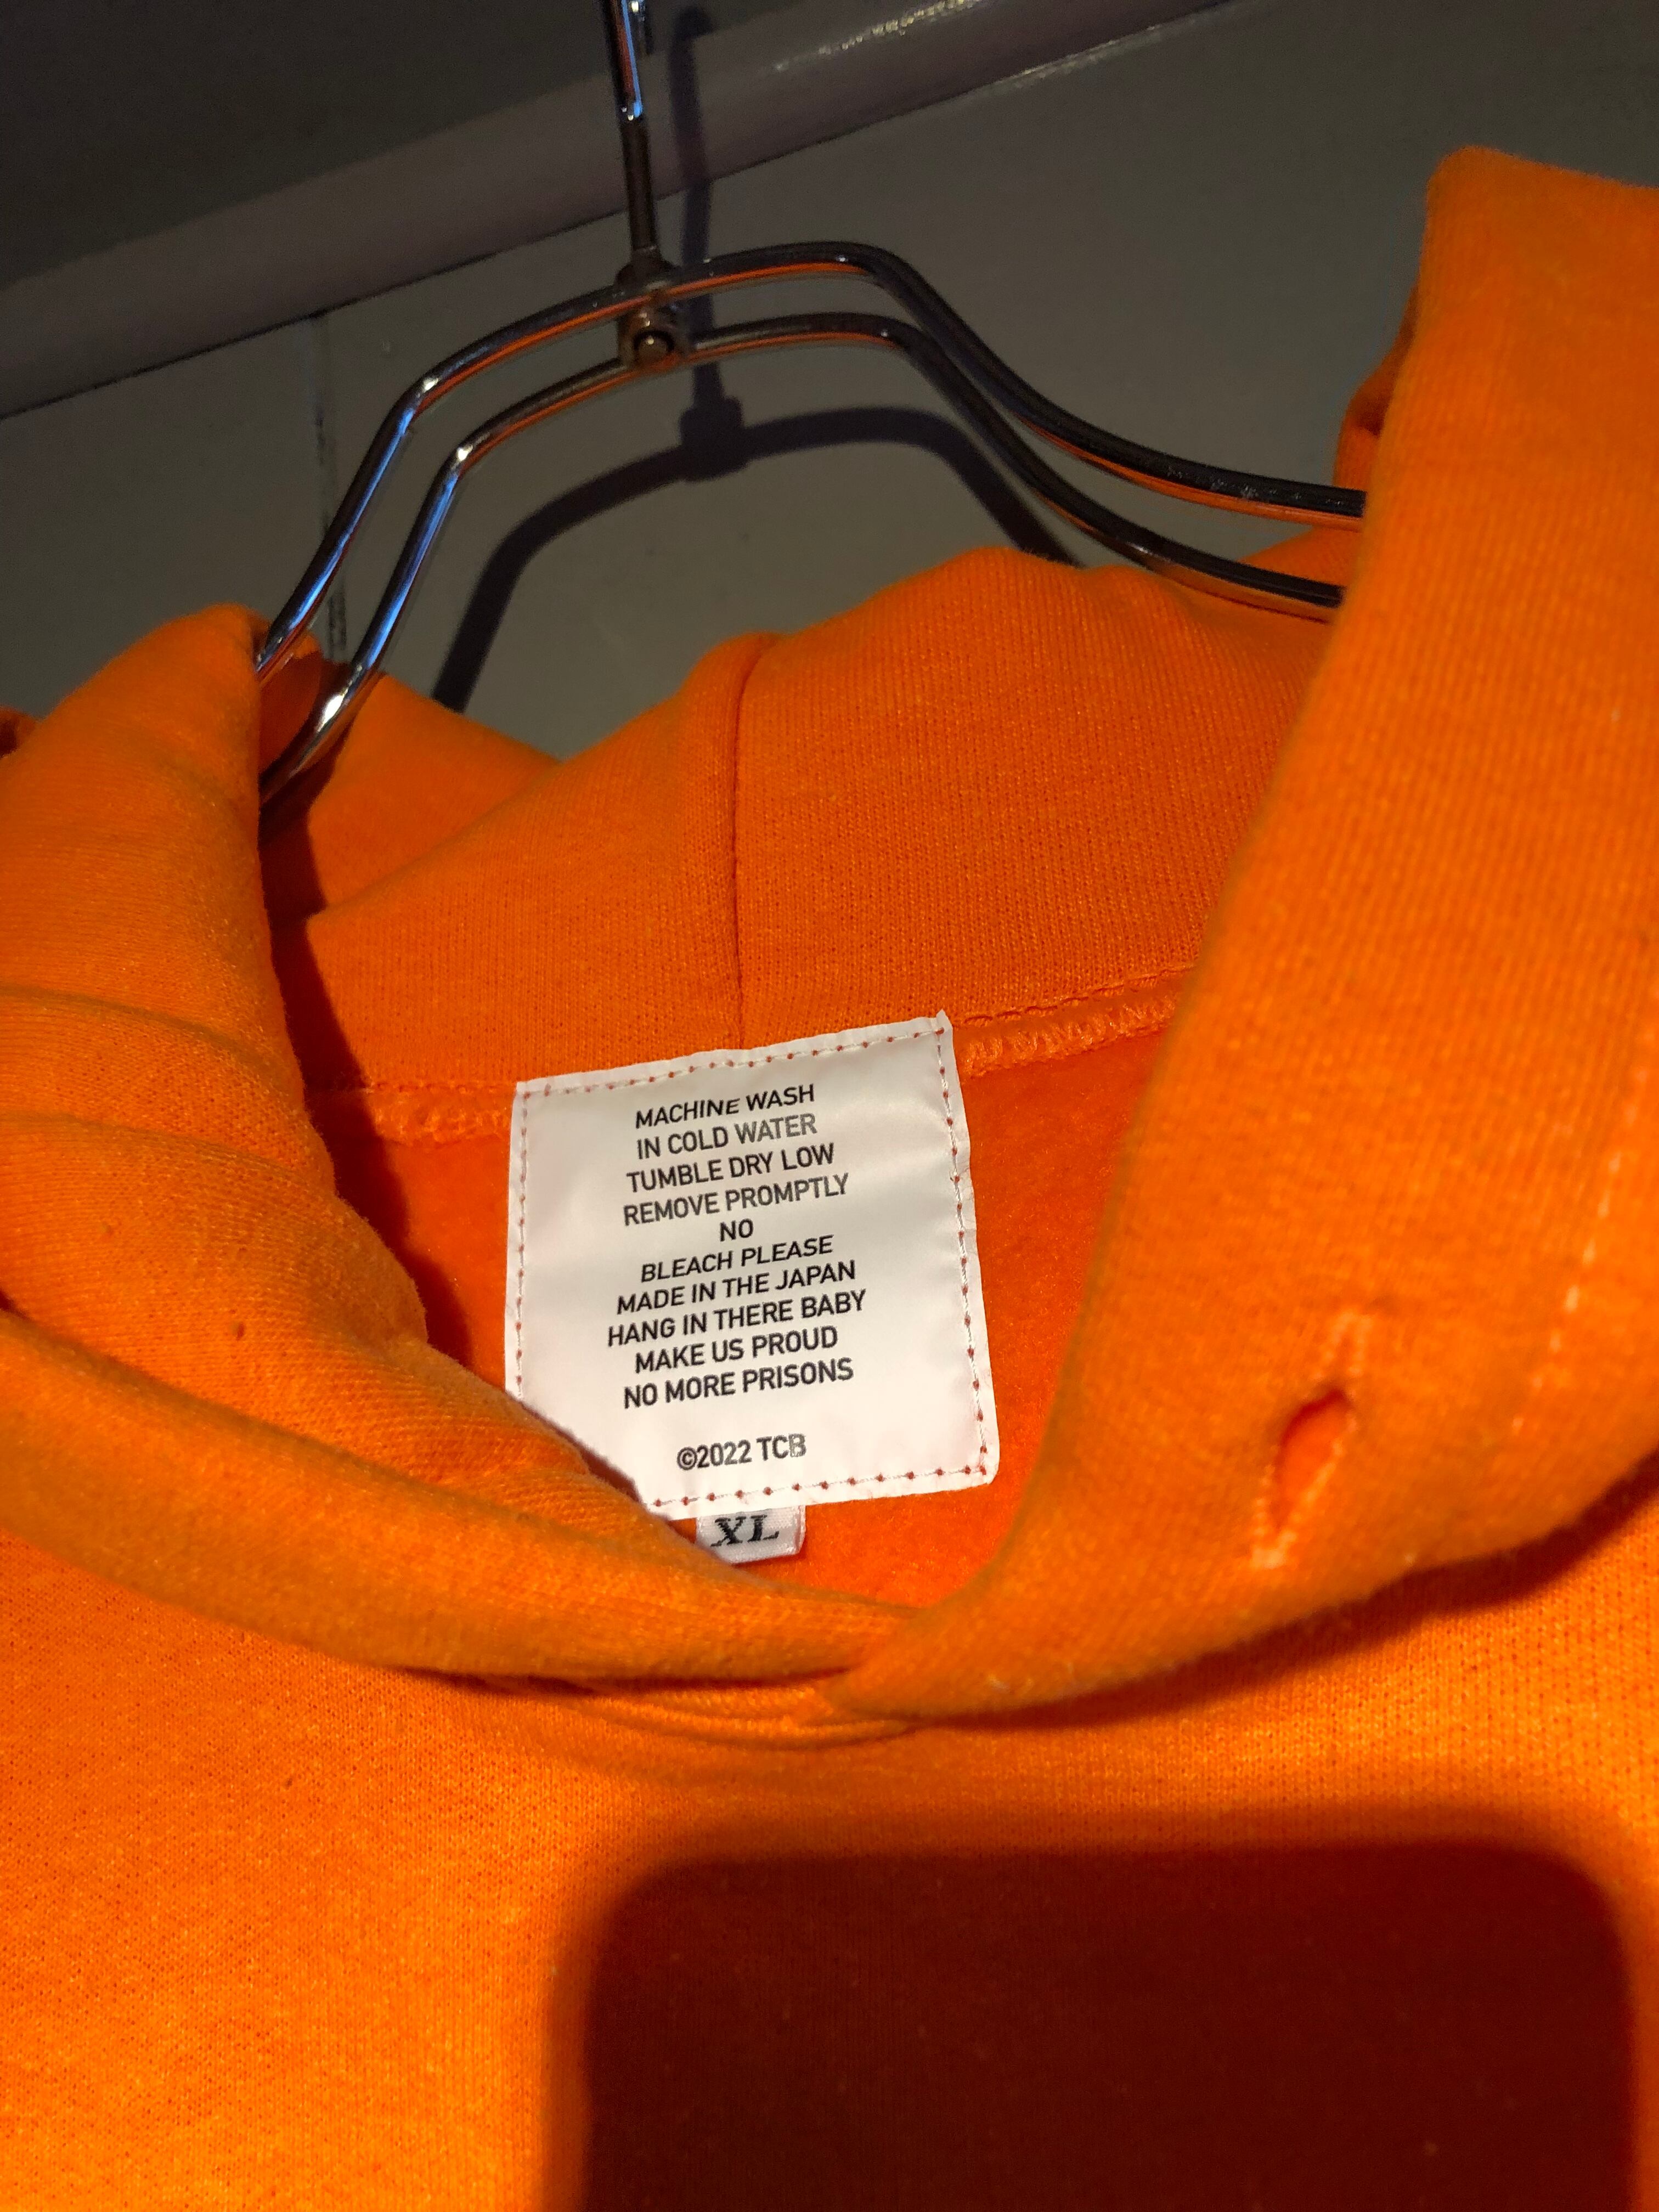 MACHINE WASH
IN COLD WATER
TUMBLE DRY LOW
REMOVE PROMPTLY
NO
BLEACH PLEASE
MADE IN THE JAPAN
HANG IN THERE BABY
MAKE US PROUD
NO MORE PRISONS
©2022 TCB
XL